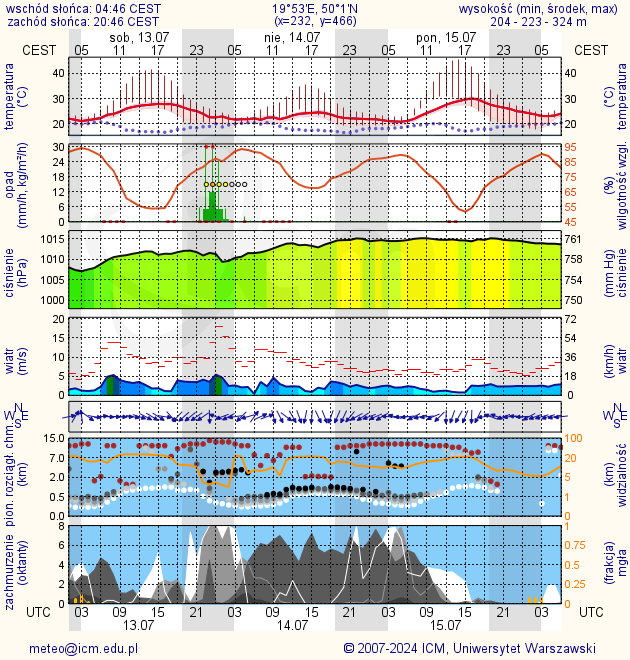 wschód słońca: 04:46 CEST 19°53'E, 50°1'N wysokość (min, środek, max)
zachód słońca: 20:46 CEST (x=232, y=466) 204 - 223 - 324 m
sob, 13.07 nie, 14.07 pon, 15.07
CEST 05 11 17 23 05 11 17 23 05 11 17 23 05 CEST
temperatura (°C)
40 30 20
40 30 20
temperatura (°C)
opad (mm/h, kg/m²/h)
30 24 18 12 6 0
95 85 75 65 55 45
(%) wilgotność wzgl.
ciśnienie (hPa)
1015 1010 1005 1000
761 758 754 750
(mm Hg) ciśnienie
wiatr (m/s)
20 15 10 5 0
72 54 36 18 0
(km/h) wiatr
N W E S
N W E S
pion. rozciągł. chm. (km)
15.0 7.0 2.0 0.5 0.0
100 20 5 1 0
(km) widzialność
zachmurzenie (oktanty)
8 6 4 2 0
1 0.75 0.5 0.25 0
(frakcja) mgła
UTC 03 09 15 21 03 09 15 21 03 09 15 21 03 UTC
13.07 14.07 15.07
meteo@icm.edu.pl © 2007-2024 ICM, Uniwersytet Warszawski